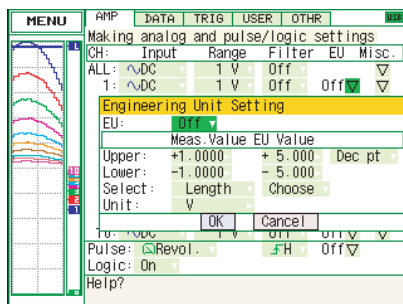 MENU AMP DATA TRIG USER OTHR USB
Making analog and pulse/logic settings
CH: Input Range Filter EU Misc.
ALL: DC 1 V Off
1: DC 1 V Off Off
Engineering Unit Setting
EU: Off
Meas.Value EU Value
Upper: +1.0000 + 5.000 Dec pt
Lower: -1.0000 - 5.000
Select: Length Choose
Unit: V
OK Cancel
10
1
Pulse: Revol. H Off
Logic: On
Help?